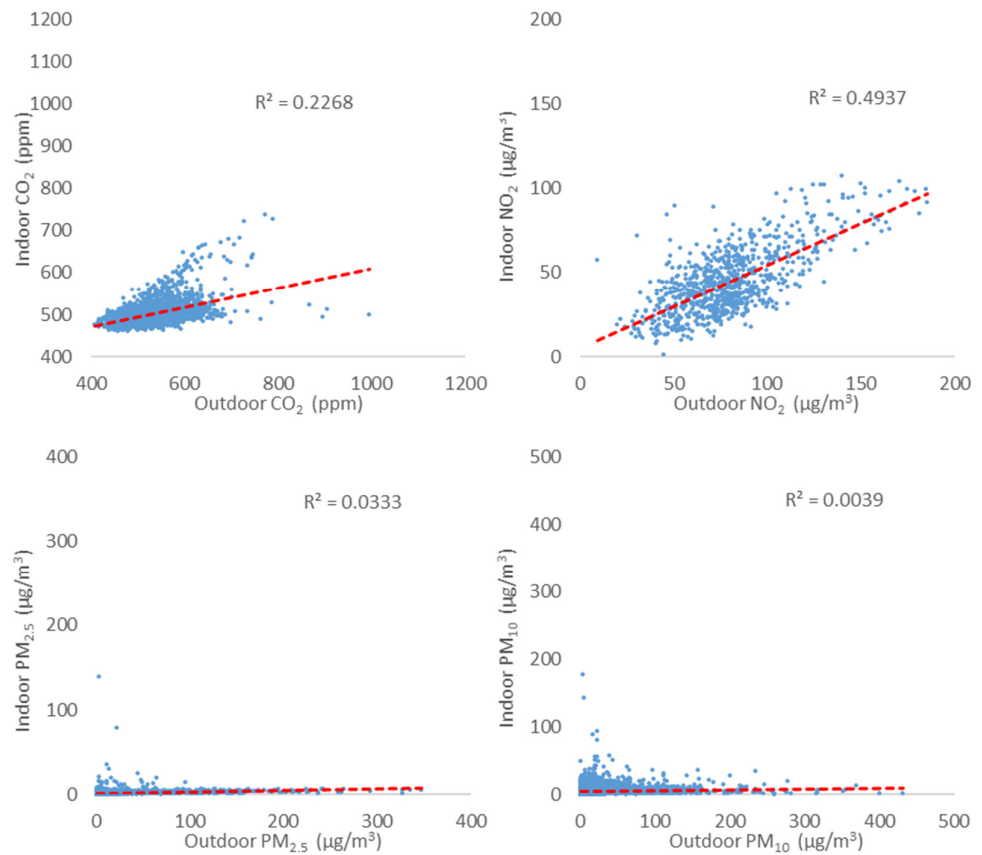 1200
1100
1000
900
800
700
600
500
400
Indoor CO₂ (ppm)
R² = 0.2268
400 600 800 1000 1200
Outdoor CO₂ (ppm)
200
150
100
50
0
Indoor NO₂ (µg/m³)
R² = 0.4937
0 50 100 150 200
Outdoor NO₂ (µg/m³)
400
300
200
100
0
Indoor PM₂.₅ (µg/m³)
R² = 0.0333
0 100 200 300 400
Outdoor PM₂.₅ (µg/m³)
500
400
300
200
100
0
Indoor PM₁₀ (µg/m³)
R² = 0.0039
0 100 200 300 400 500
Outdoor PM₁₀ (µg/m³)